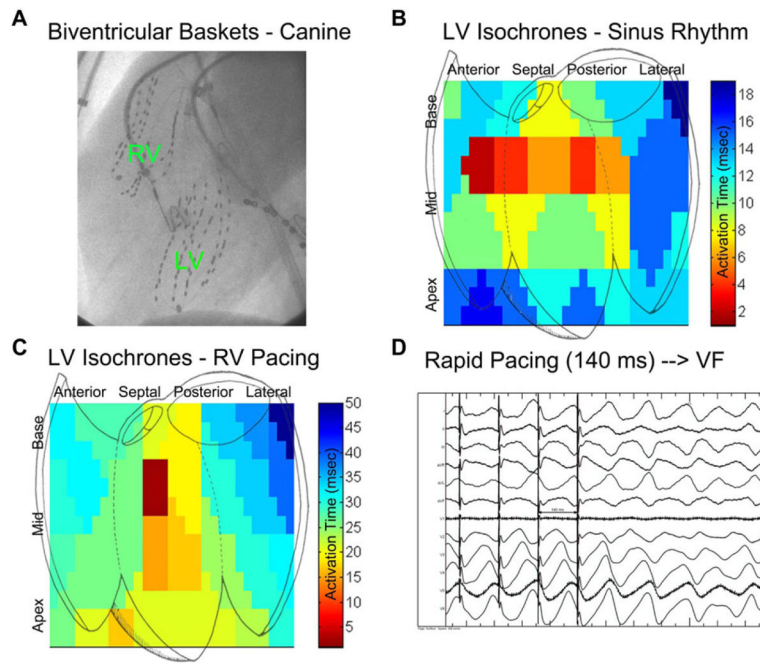 A
Biventricular Baskets - Canine
RV
LV
B
LV Isochrones - Sinus Rhythm
Anterior Septal Posterior Lateral
Base
Mid
Apex
18
16
14
12
10
8
6
4
2
Activation Time (msec)
C
LV Isochrones - RV Pacing
Anterior Septal Posterior Lateral
Base
Mid
Apex
50
45
40
35
30
25
20
15
10
5
Activation Time (msec)
D
Rapid Pacing (140 ms) --> VF
140 ms